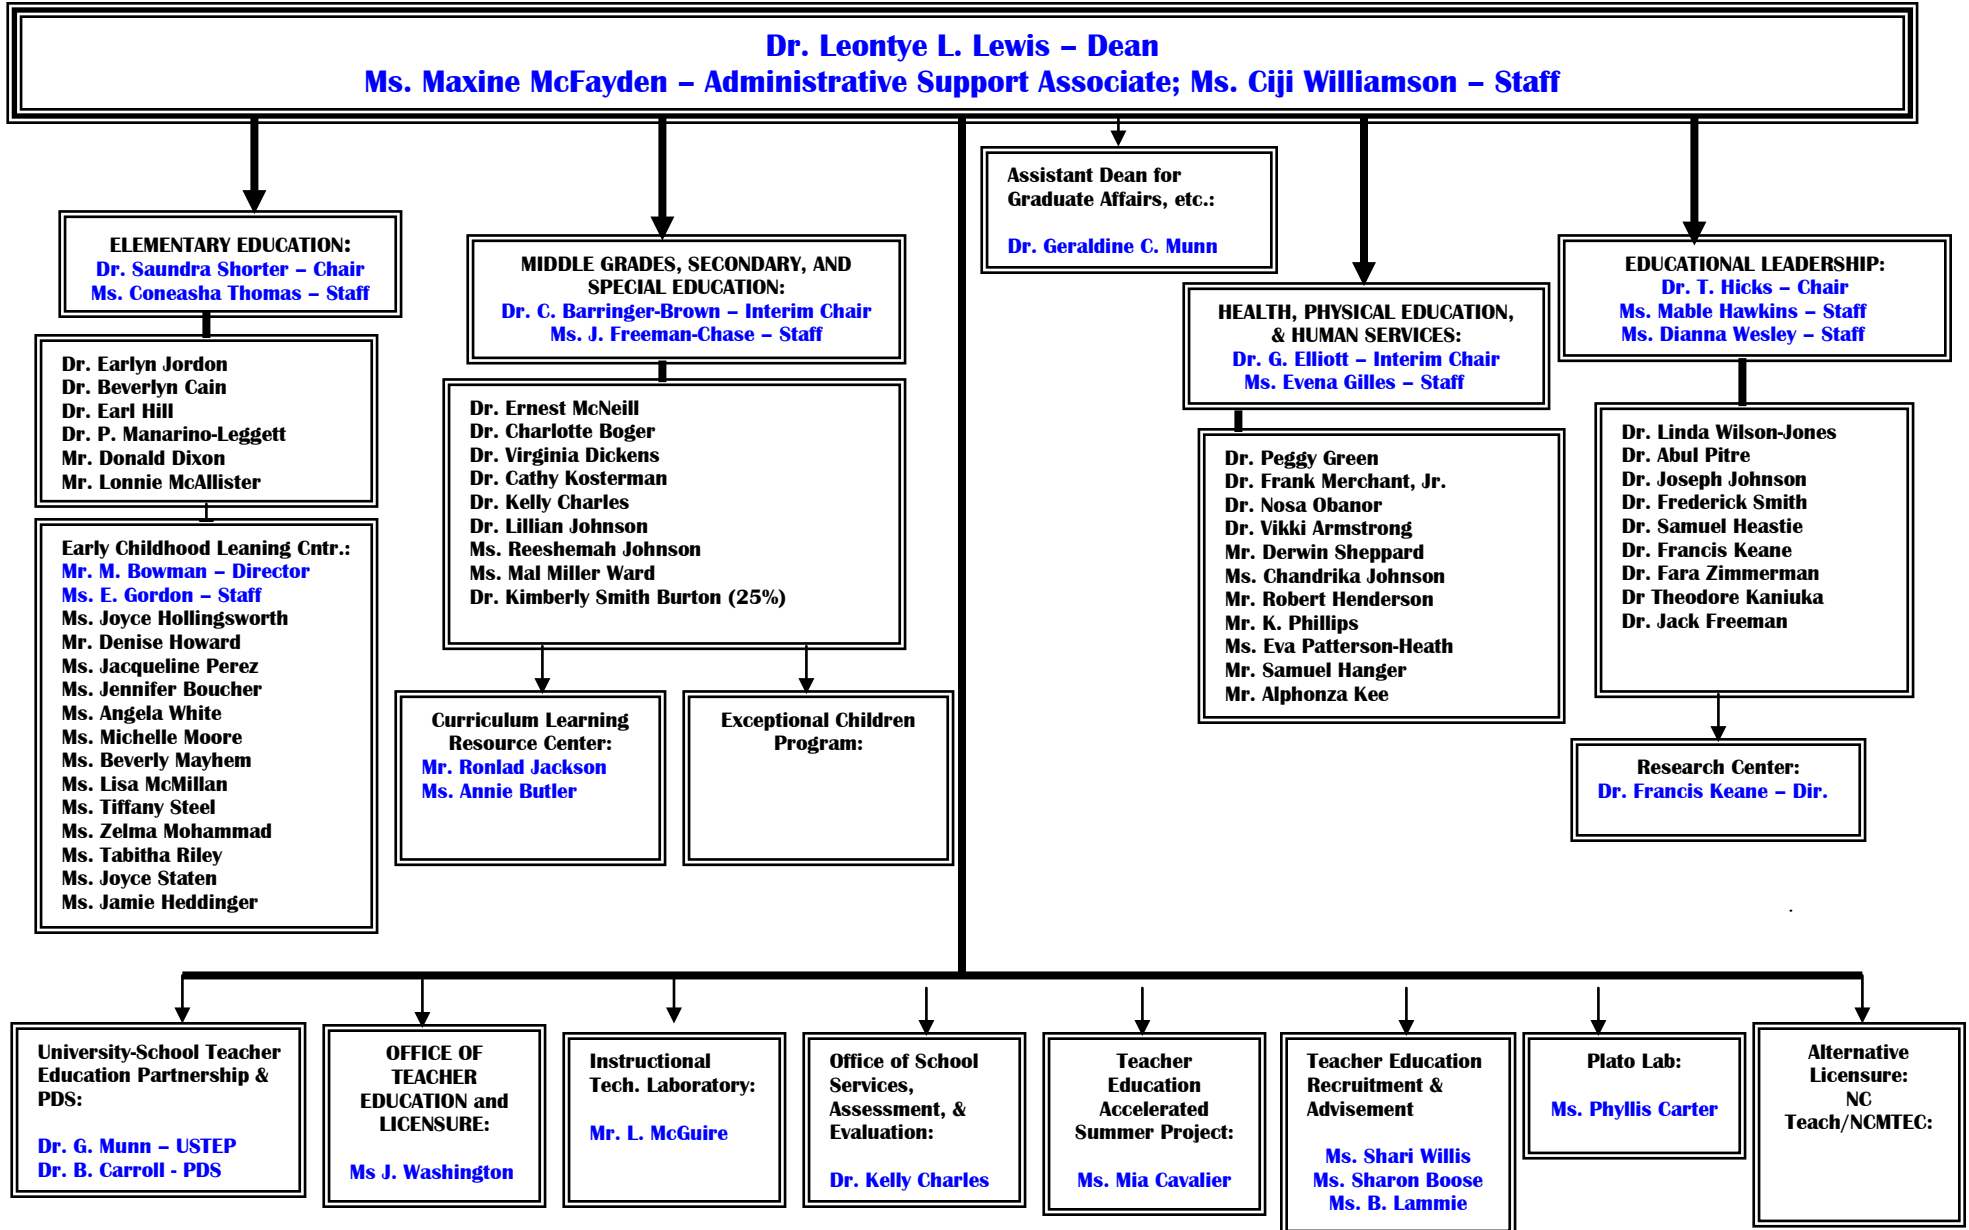 Dr. Leontye L. Lewis – Dean
Ms. Maxine McFayden – Administrative Support Associate; Ms. Ciji Williamson – Staff
ELEMENTARY EDUCATION:
Dr. Saundra Shorter – Chair
Ms. Coneasha Thomas – Staff
Dr. Earlyn Jordon
Dr. Beverlyn Cain
Dr. Earl Hill
Dr. P. Manarino-Leggett
Mr. Donald Dixon
Mr. Lonnie McAllister
Early Childhood Leaning Cntr.:
Mr. M. Bowman – Director
Ms. E. Gordon – Staff
Ms. Joyce Hollingsworth
Mr. Denise Howard
Ms. Jacqueline Perez
Ms. Jennifer Boucher
Ms. Angela White
Ms. Michelle Moore
Ms. Beverly Mayhem
Ms. Lisa McMillan
Ms. Tiffany Steel
Ms. Zelma Mohammad
Ms. Tabitha Riley
Ms. Joyce Staten
Ms. Jamie Heddinger
MIDDLE GRADES, SECONDARY, AND
SPECIAL EDUCATION:
Dr. C. Barringer-Brown – Interim Chair
Ms. J. Freeman-Chase – Staff
Dr. Ernest McNeill
Dr. Charlotte Boger
Dr. Virginia Dickens
Dr. Cathy Kosterman
Dr. Kelly Charles
Dr. Lillian Johnson
Ms. Reeshemah Johnson
Ms. Mal Miller Ward
Dr. Kimberly Smith Burton (25%)
Curriculum Learning
Resource Center:
Mr. Ronlad Jackson
Ms. Annie Butler
Exceptional Children
Program:
Assistant Dean for
Graduate Affairs, etc.:
Dr. Geraldine C. Munn
HEALTH, PHYSICAL EDUCATION,
& HUMAN SERVICES:
Dr. G. Elliott – Interim Chair
Ms. Evena Gilles – Staff
Dr. Peggy Green
Dr. Frank Merchant, Jr.
Dr. Nosa Obanor
Dr. Vikki Armstrong
Mr. Derwin Sheppard
Ms. Chandrika Johnson
Mr. Robert Henderson
Mr. K. Phillips
Ms. Eva Patterson-Heath
Mr. Samuel Hanger
Mr. Alphonza Kee
EDUCATIONAL LEADERSHIP:
Dr. T. Hicks – Chair
Ms. Mable Hawkins – Staff
Ms. Dianna Wesley – Staff
Dr. Linda Wilson-Jones
Dr. Abul Pitre
Dr. Joseph Johnson
Dr. Frederick Smith
Dr. Samuel Heastie
Dr. Francis Keane
Dr. Fara Zimmerman
Dr Theodore Kaniuka
Dr. Jack Freeman
Research Center:
Dr. Francis Keane – Dir.
.
University-School Teacher
Education Partnership &
PDS:
Dr. G. Munn – USTEP
Dr. B. Carroll - PDS
OFFICE OF
TEACHER
EDUCATION and
LICENSURE:
Ms J. Washington
Instructional
Tech. Laboratory:
Mr. L. McGuire
Office of School
Services,
Assessment, &
Evaluation:
Dr. Kelly Charles
Teacher
Education
Accelerated
Summer Project:
Ms. Mia Cavalier
Teacher Education
Recruitment &
Advisement
Ms. Shari Willis
Ms. Sharon Boose
Ms. B. Lammie
Plato Lab:
Ms. Phyllis Carter
Alternative
Licensure:
NC
Teach/NCMTEC: